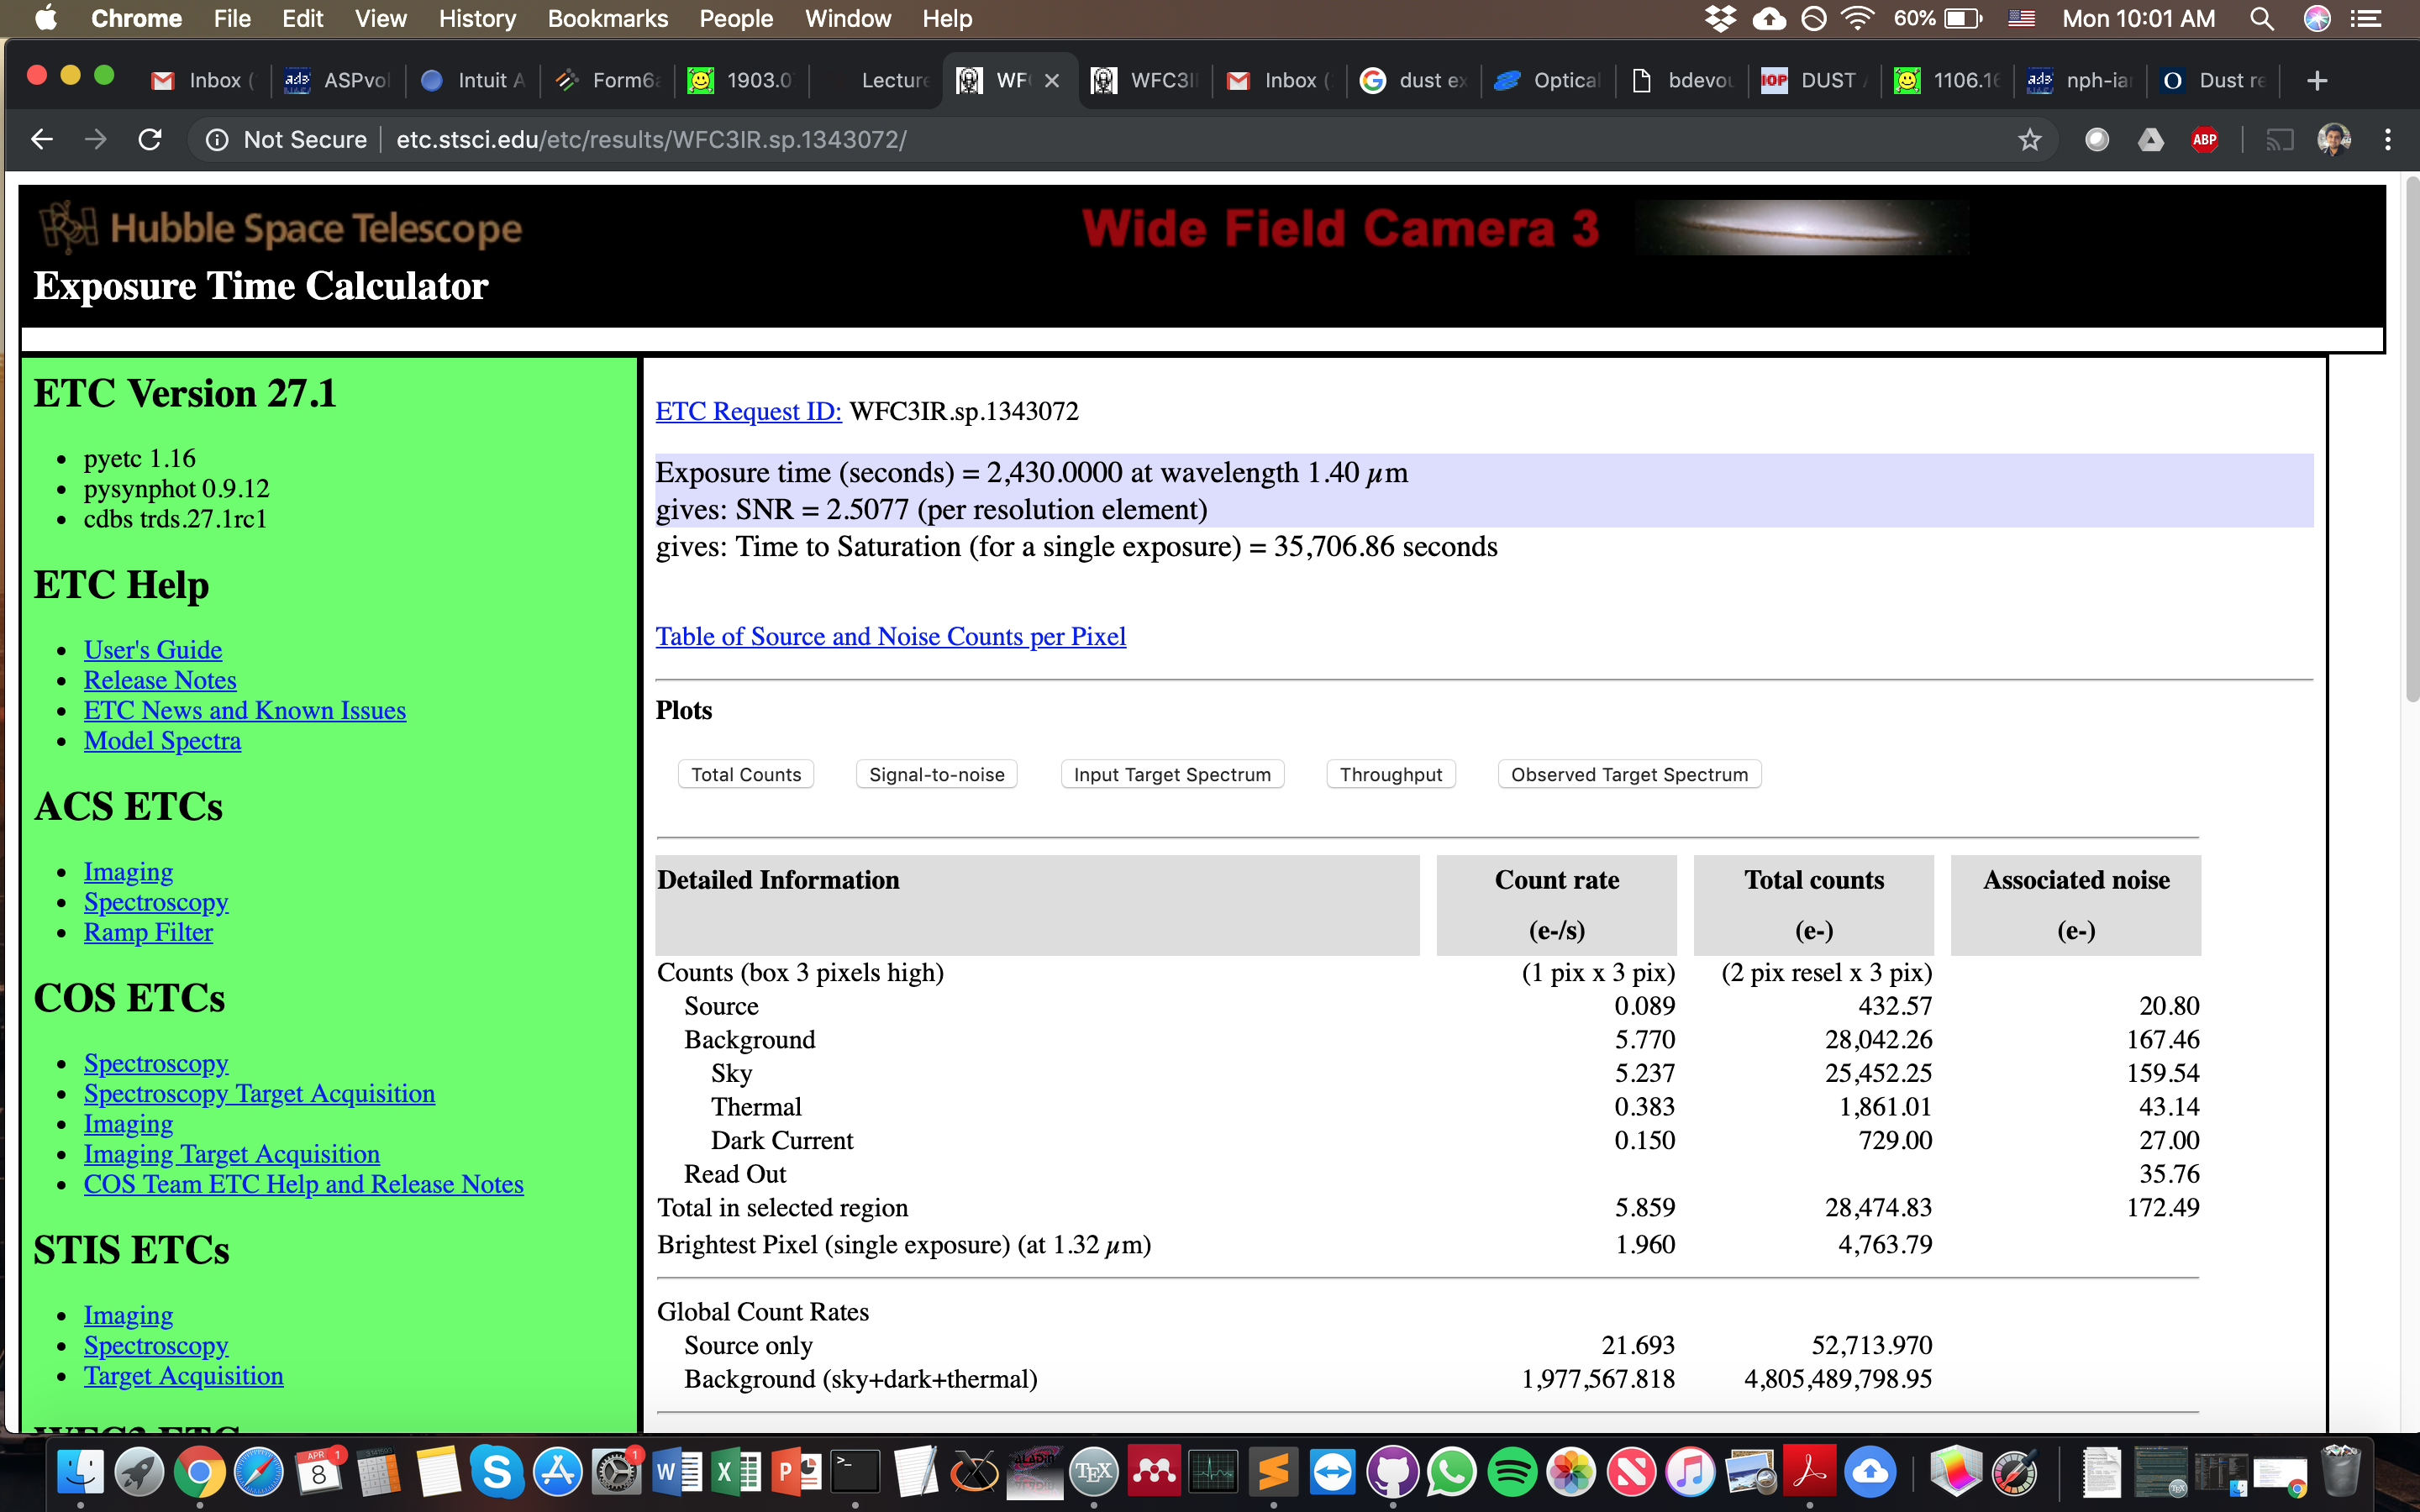 Chrome File Edit View History Bookmarks People Window Help 60% Mon 10:01 AM
Inbox ( ASPvol Intuit A Form6 1903.0 Lecture WFC WFC3I Inbox ( dust ex Optical bdevou DUST 1106.16 nph-ia Dust re
Not Secure etc.stsci.edu/etc/results/WFC3IR.sp.1343072/ ABP
Hubble Space Telescope Wide Field Camera 3
Exposure Time Calculator
ETC Version 27.1
pyetc 1.16
pysynphot 0.9.12
cdbs trds.27.1rc1
ETC Help
User's Guide
Release Notes
ETC News and Known Issues
Model Spectra
ACS ETCs
Imaging
Spectroscopy
Ramp Filter
COS ETCs
Spectroscopy
Spectroscopy Target Acquisition
Imaging
Imaging Target Acquisition
COS Team ETC Help and Release Notes
STIS ETCs
Imaging
Spectroscopy
Target Acquisition
WFC3 ETC
ETC Request ID: WFC3IR.sp.1343072
Exposure time (seconds) = 2,430.0000 at wavelength 1.40 μm
gives: SNR = 2.5077 (per resolution element)
gives: Time to Saturation (for a single exposure) = 35,706.86 seconds
Table of Source and Noise Counts per Pixel
Plots
Total Counts Signal-to-noise Input Target Spectrum Throughput Observed Target Spectrum
Detailed Information Count rate Total counts Associated noise
(e-/s) (e-) (e-)
Counts (box 3 pixels high) (1 pix x 3 pix) (2 pix resel x 3 pix)
Source 0.089 432.57 20.80
Background 5.770 28,042.26 167.46
Sky 5.237 25,452.25 159.54
Thermal 0.383 1,861.01 43.14
Dark Current 0.150 729.00 27.00
Read Out 35.76
Total in selected region 5.859 28,474.83 172.49
Brightest Pixel (single exposure) (at 1.32 μm) 1.960 4,763.79
Global Count Rates
Source only 21.693 52,713.970
Background (sky+dark+thermal) 1,977,567.818 4,805,489,798.95
APR 8 1 1